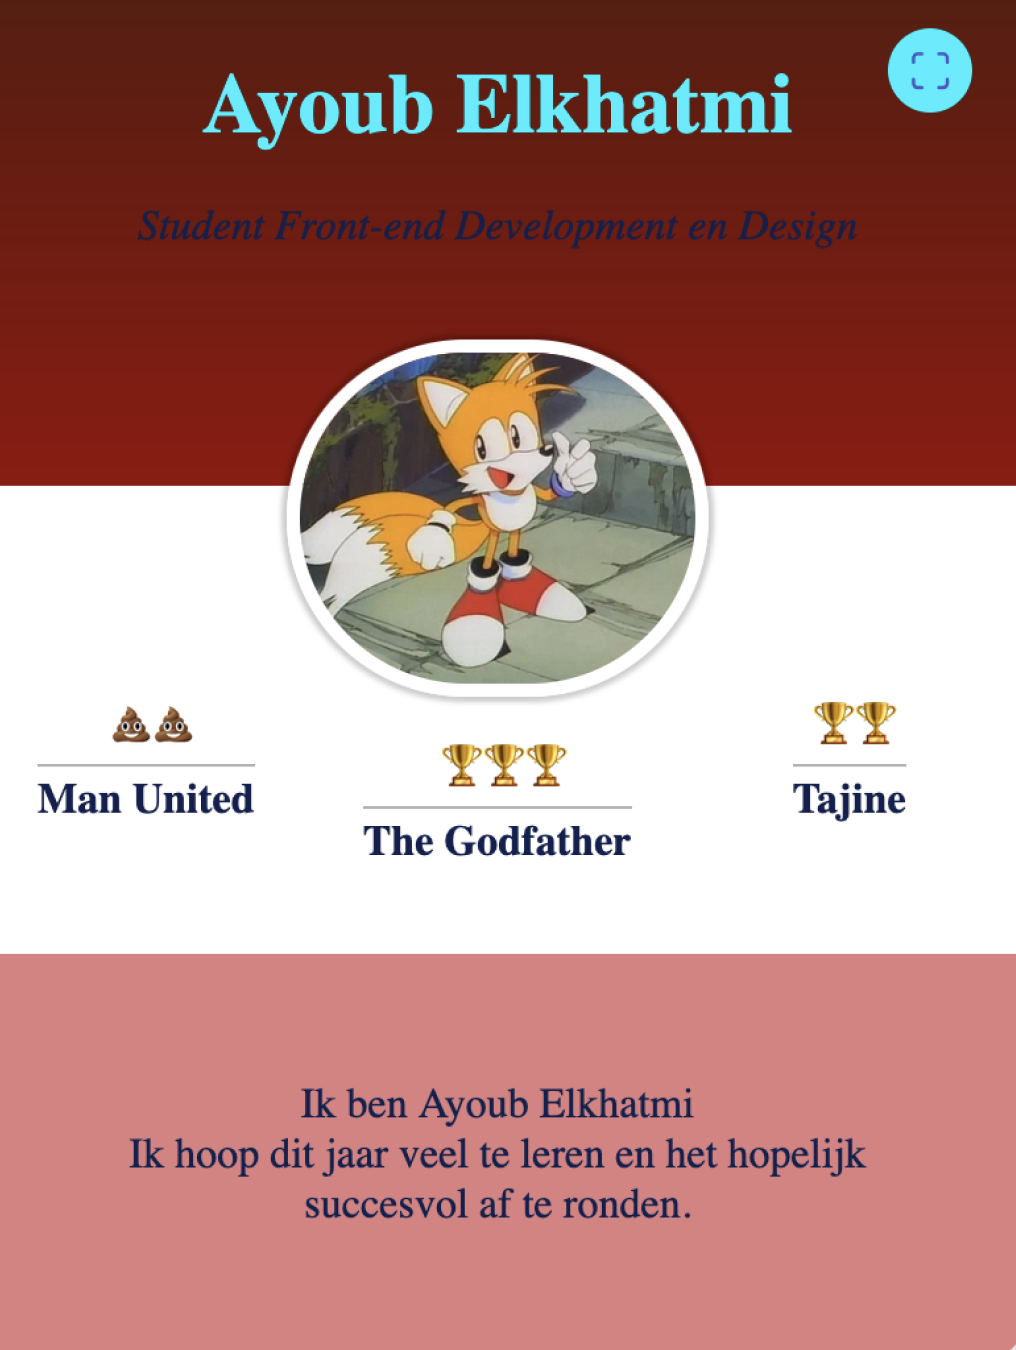 Ayoub Elkhatmi
Student Front-end Development en Design
💩💩
Man United
🏆🏆🏆
The Godfather
🏆🏆
Tajine
Ik ben Ayoub Elkhatmi
Ik hoop dit jaar veel te leren en het hopelijk
succesvol af te ronden.